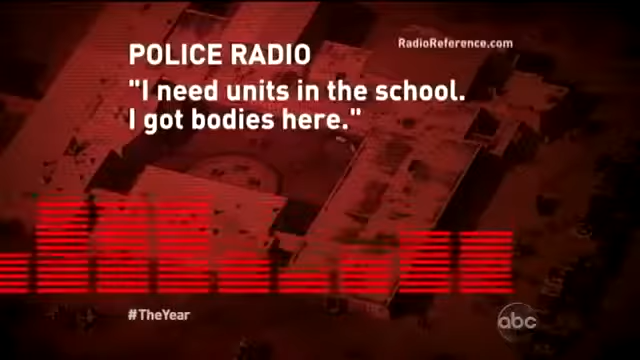 RadioReference.com
POLICE RADIO
"I need units in the school.
I got bodies here."
#TheYear
abc